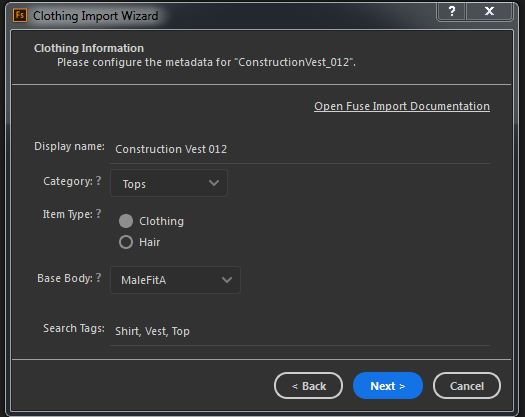 Fs Clothing Import Wizard ? X
Clothing Information
Please configure the metadata for "ConstructionVest_012".
Open Fuse Import Documentation
Display name: Construction Vest 012
Category: ? Tops
Item Type: ? Clothing
Hair
Base Body: ? MaleFitA
Search Tags: Shirt, Vest, Top
< Back Next > Cancel